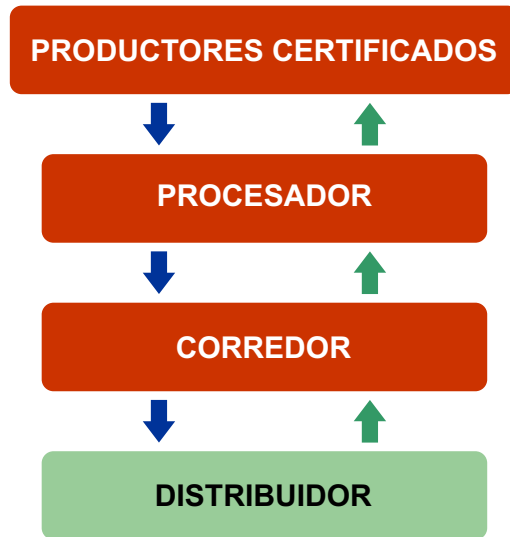 PRODUCTORES CERTIFICADOS
PROCESADOR
CORREDOR
DISTRIBUIDOR